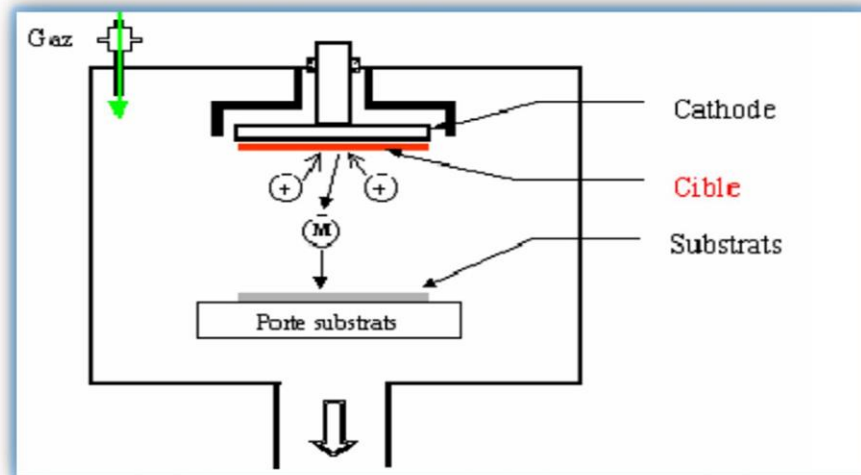 Gaz
Cathode
+
+
Cible
M
Substrats
Porte substrats